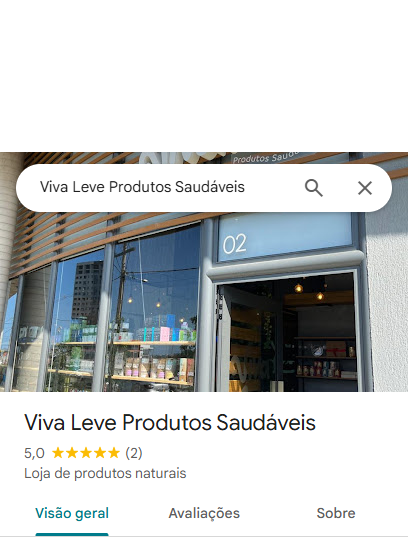 Produtos Saudá
Viva Leve Produtos Saudáveis
02
Viva Leve Produtos Saudáveis
5,0 (2)
Loja de produtos naturais
Visão geral Avaliações Sobre